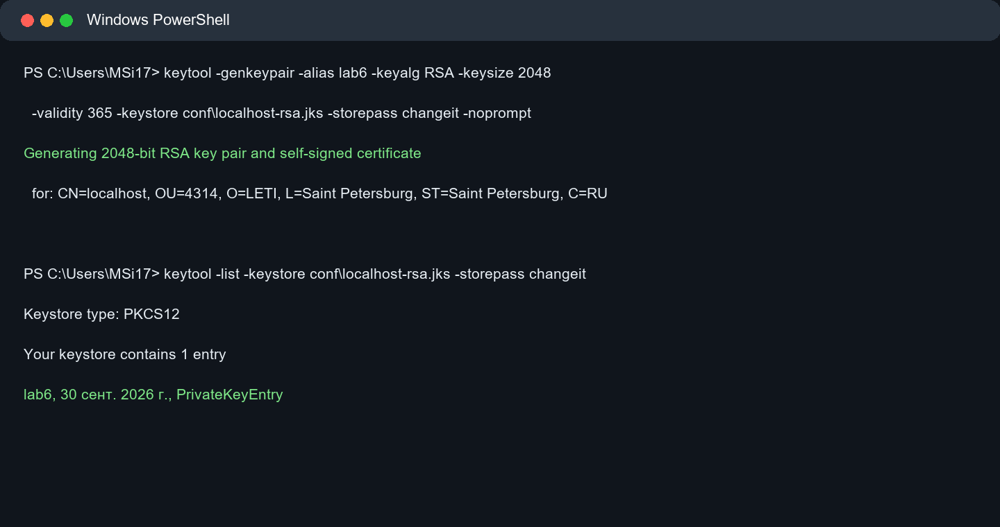 Windows PowerShell
PS C:\Users\MSi17> keytool -genkeypair -alias lab6 -keyalg RSA -keysize 2048
-validity 365 -keystore conf\localhost-rsa.jks -storepass changeit -noprompt
Generating 2048-bit RSA key pair and self-signed certificate
for: CN=localhost, OU=4314, O=LETI, L=Saint Petersburg, ST=Saint Petersburg, C=RU
PS C:\Users\MSi17> keytool -list -keystore conf\localhost-rsa.jks -storepass changeit
Keystore type: PKCS12
Your keystore contains 1 entry
lab6, 30 сент. 2026 г., PrivateKeyEntry